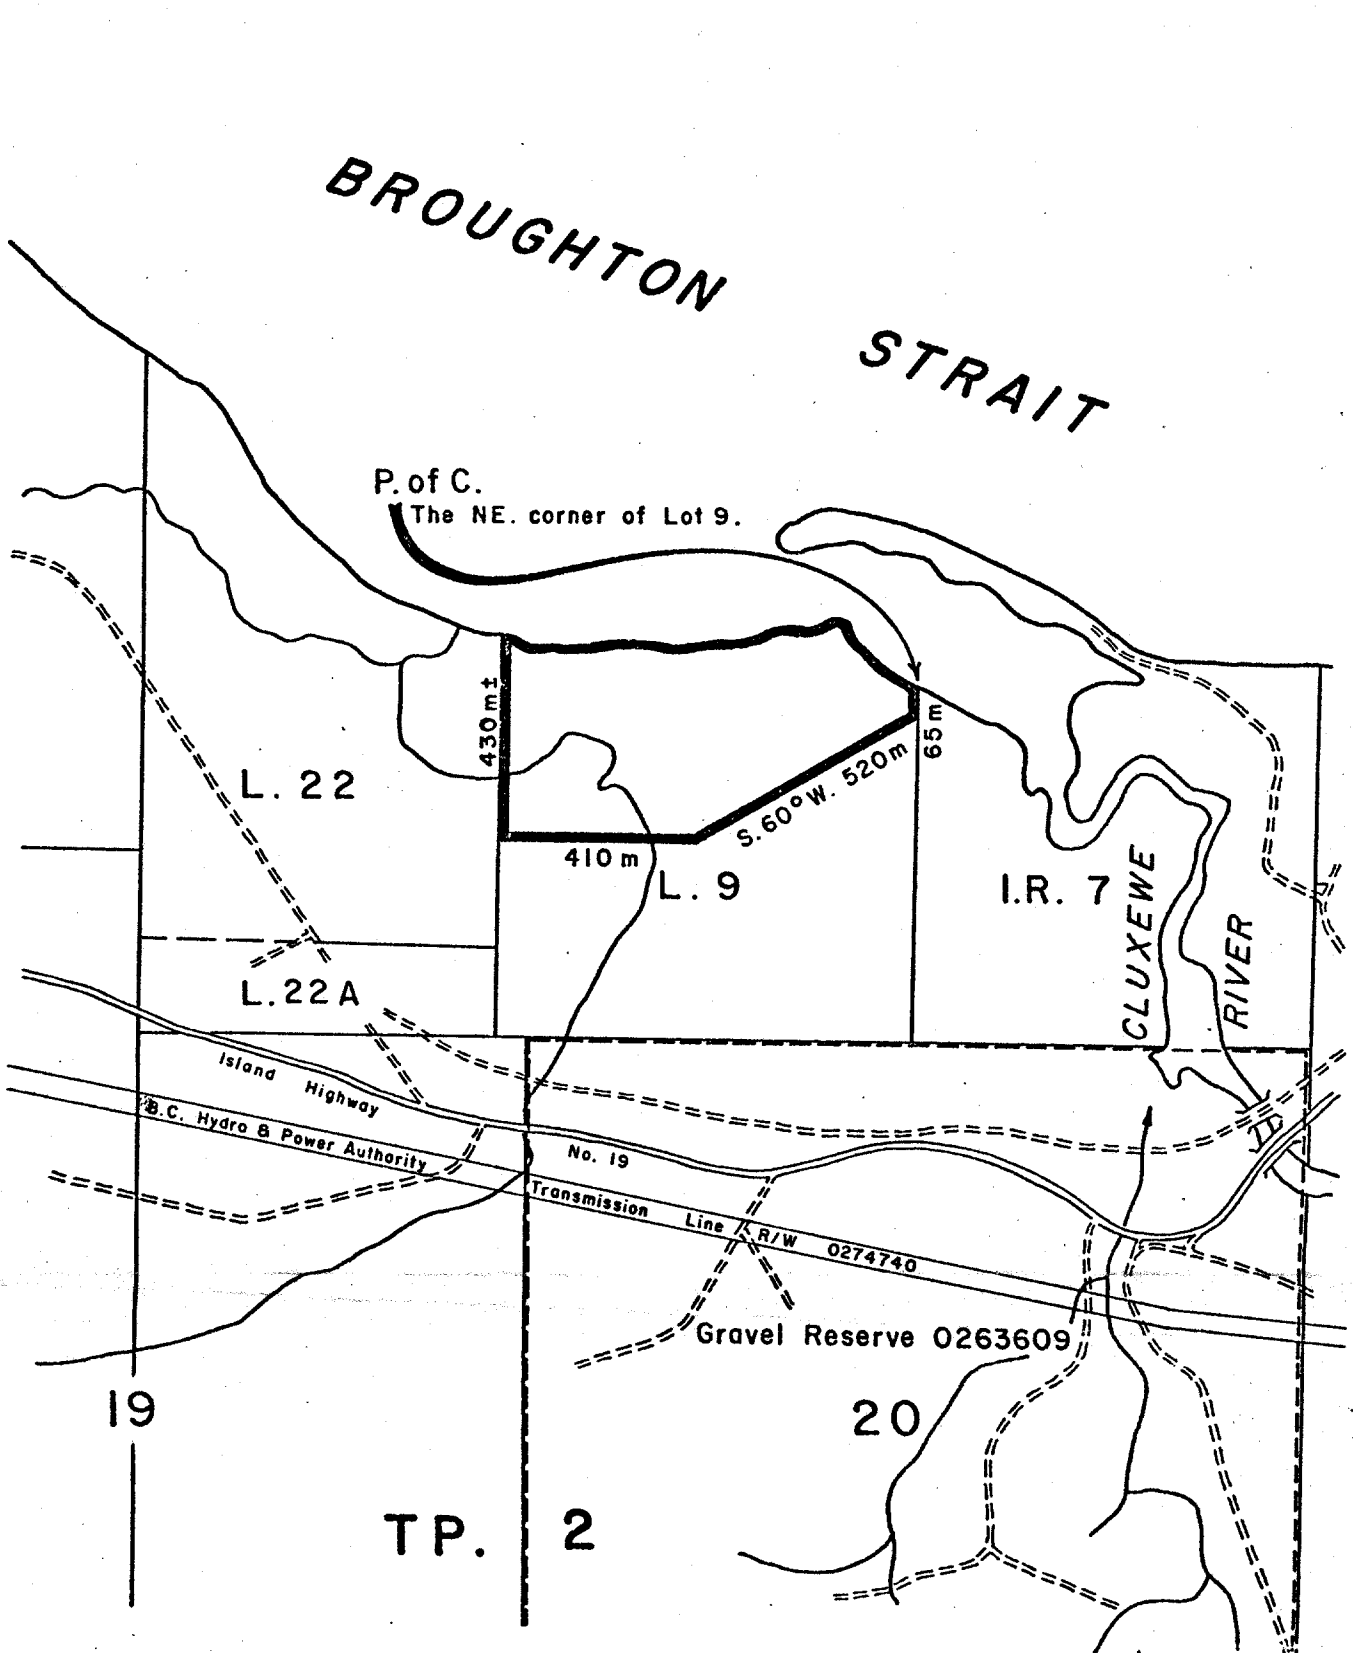 BROUGHTON
STRAIT
P. of C.
The NE. corner of Lot 9.
430 m ±
65 m
S. 60° W. 520 m
410 m
L. 22
L. 9
I.R. 7
CLUXEWE
RIVER
L. 22 A
Island Highway
No. 19
B.C. Hydro & Power Authority
Transmission Line R/W 0274740
Gravel Reserve 0263609
19
20
TP. 2